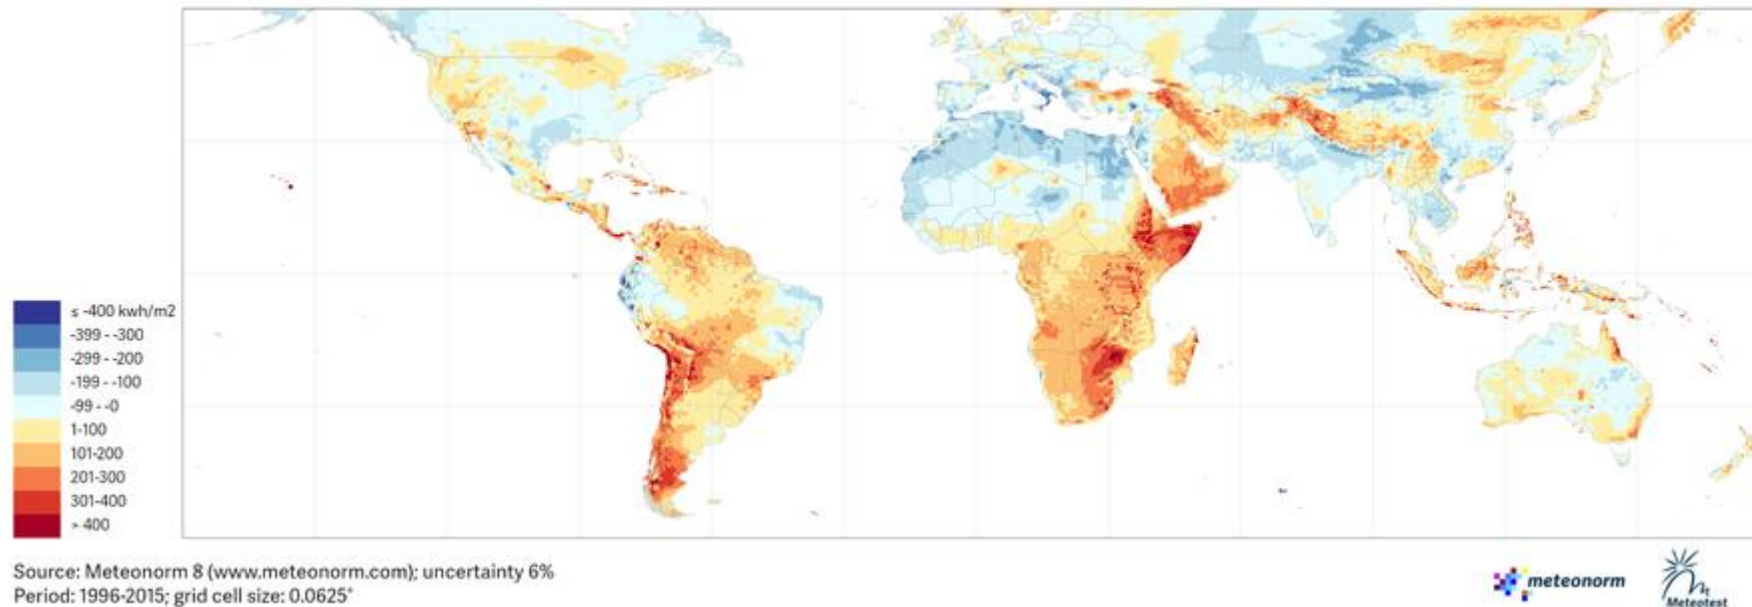 ≤ -400 kwh/m2
-399 - -300
-299 - -200
-199 - -100
-99 - -0
1-100
101-200
201-300
301-400
> 400
Source: Meteonorm 8 (www.meteonorm.com); uncertainty 6%
Period: 1996-2015; grid cell size: 0.0625°
meteonorm
Meteotest